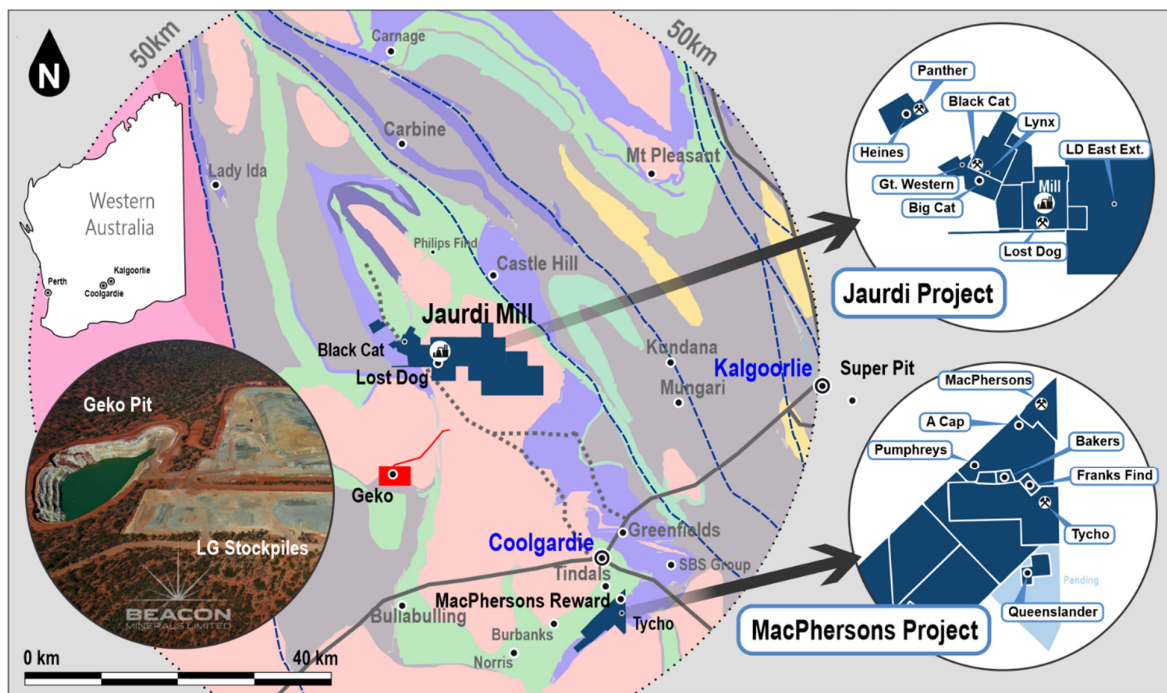 50km
50km
N
Carnage
Carbine
Mt Pleasant
Lady Ida
Western
Australia
Perth
Kalgoorlie
Coolgardie
Philips Find
Castle Hill
Jaurdi Mill
Black Cat
Lost Dog
Kundana
Mungari
Kalgoorlie
Super Pit
Geko
Greenfields
Coolgardie
SBS Group
Tindals
MacPhersons Reward
Bullabulling
Tycho
Burbanks
Norris
Geko Pit
LG Stockpiles
BEACON
MINERALS LIMITED
0 km
40 km
Panther
Black Cat
Lynx
Heines
LD East Ext.
Gt. Western
Mill
Big Cat
Lost Dog
Jaurdi Project
MacPhersons
A Cap
Bakers
Pumphreys
Franks Find
Tycho
Pending
Queenslander
MacPhersons Project